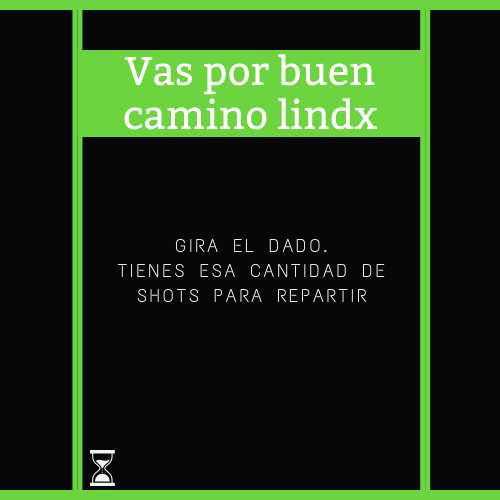 Vas por buen
camino lindx
GIRA EL DADO.
TIENES ESA CANTIDAD DE
SHOTS PARA REPARTIR